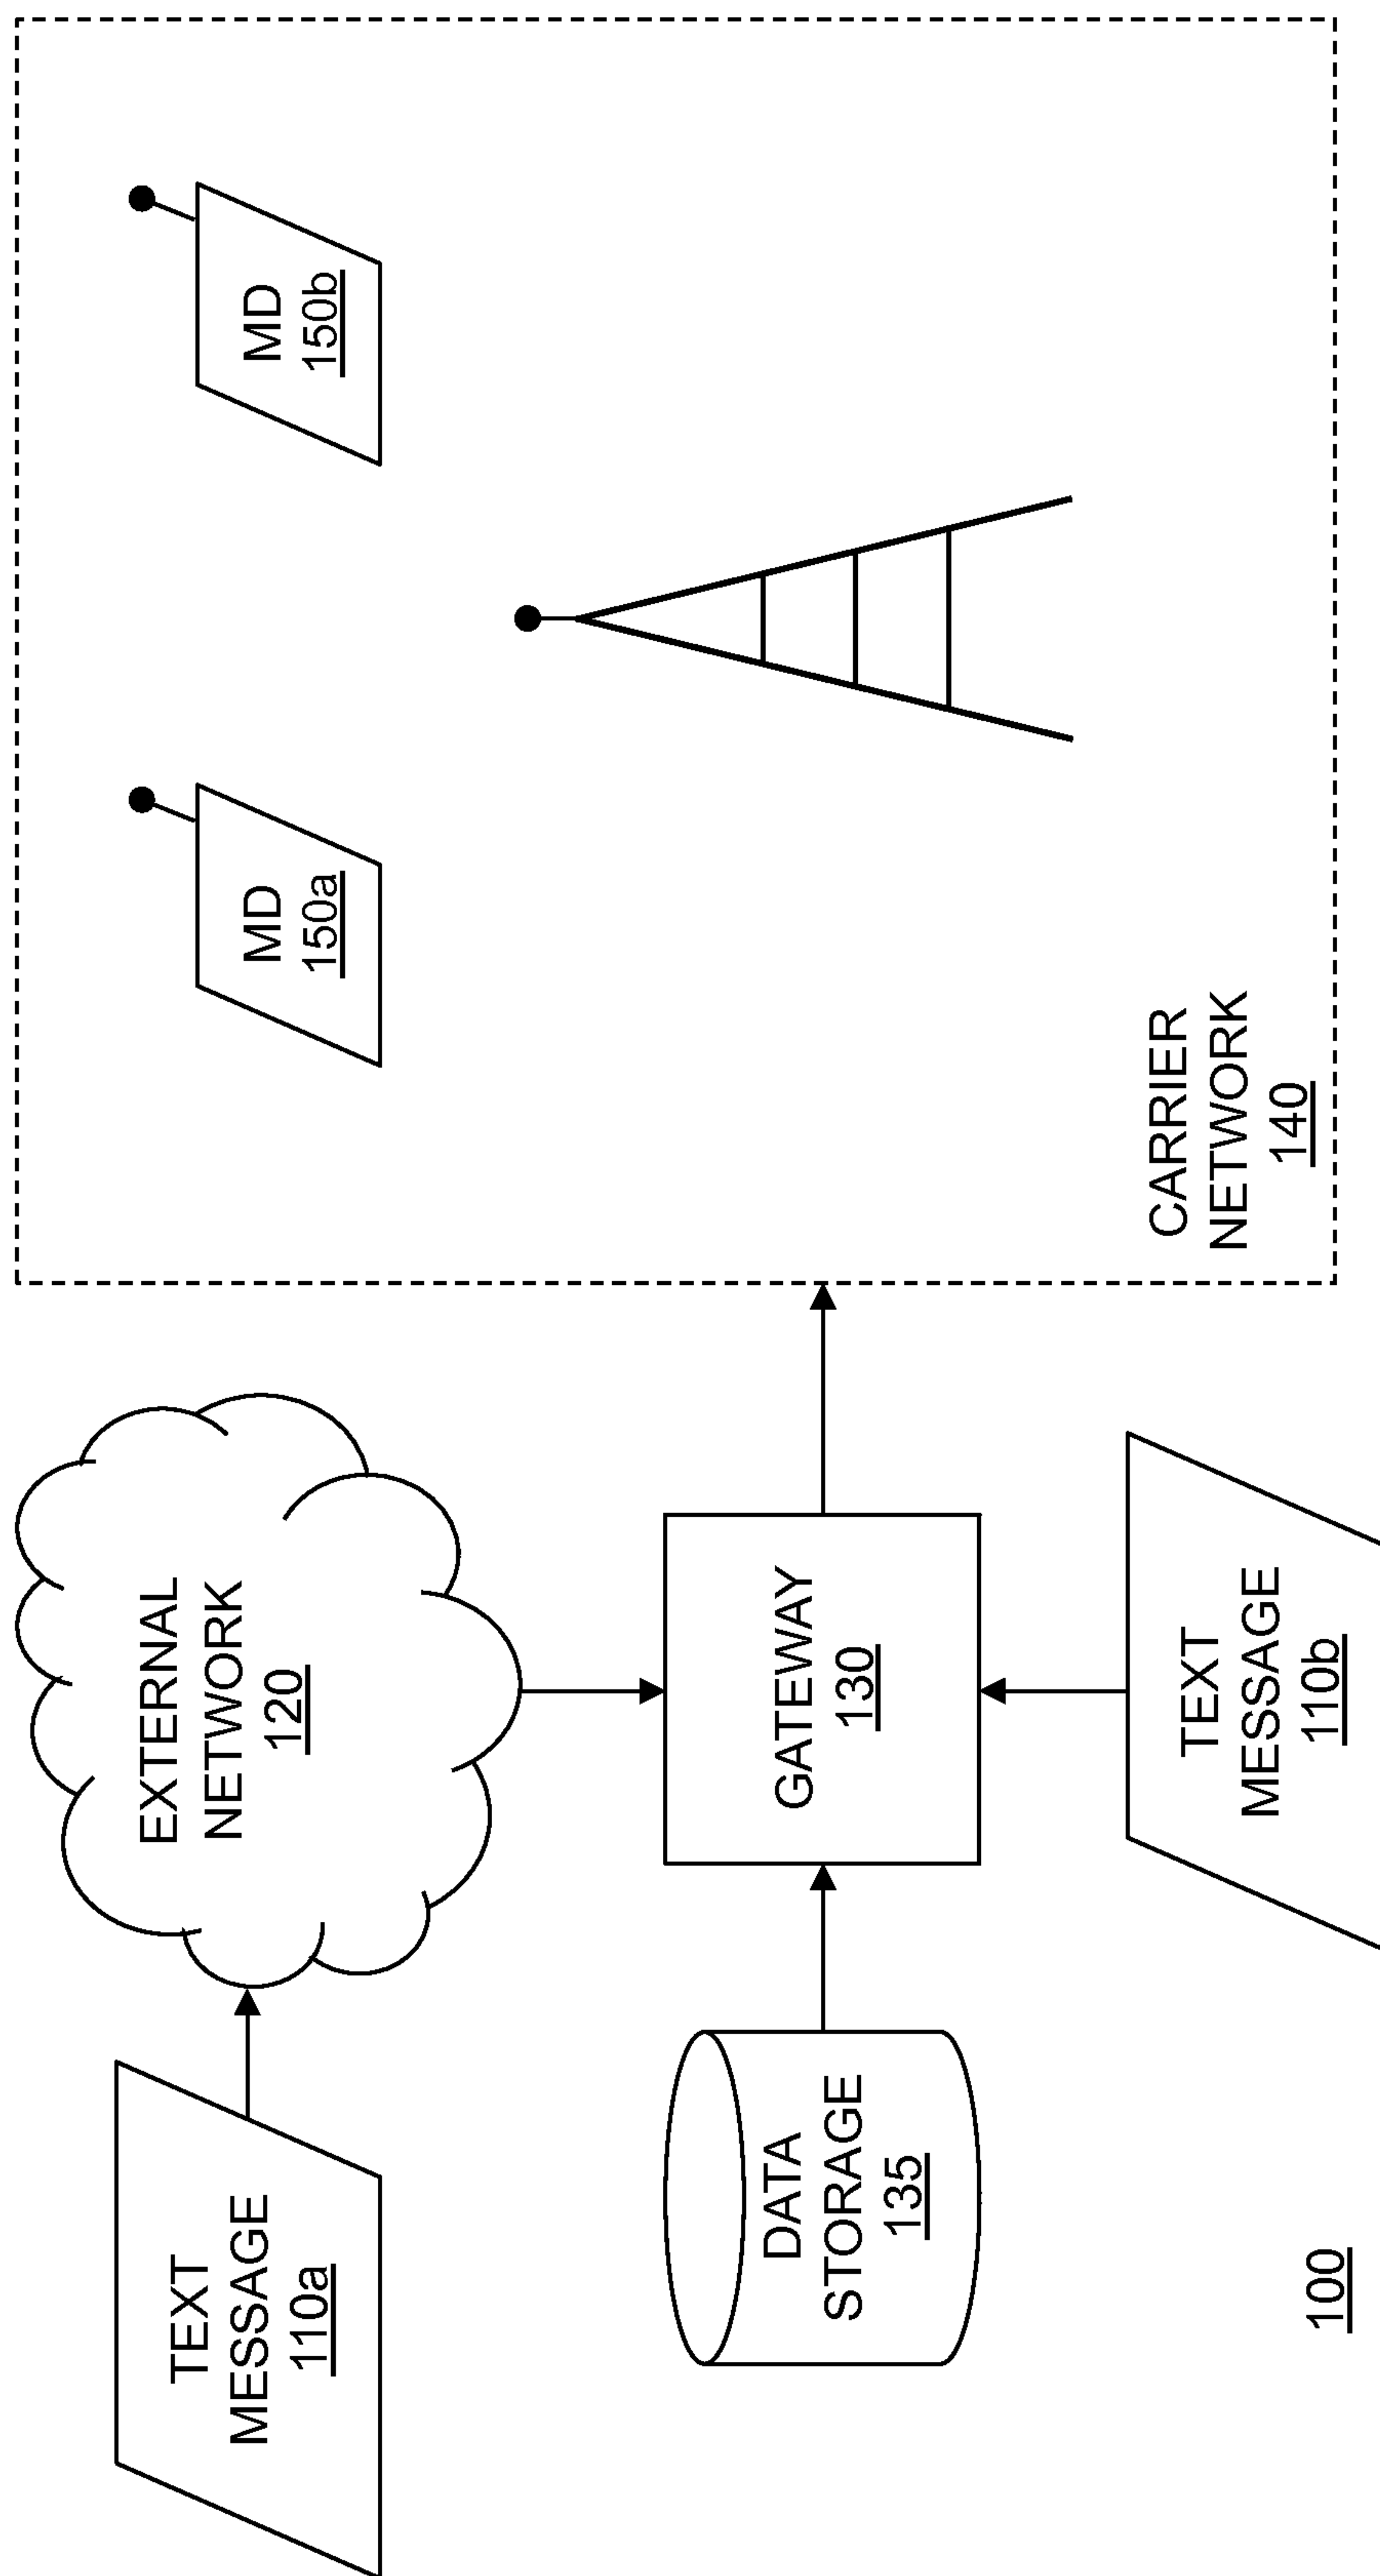 TEXT
MESSAGE
110a
EXTERNAL
NETWORK
120
MD
150a
MD
150b
DATA
STORAGE
135
GATEWAY
130
TEXT
MESSAGE
110b
CARRIER
NETWORK
140
100